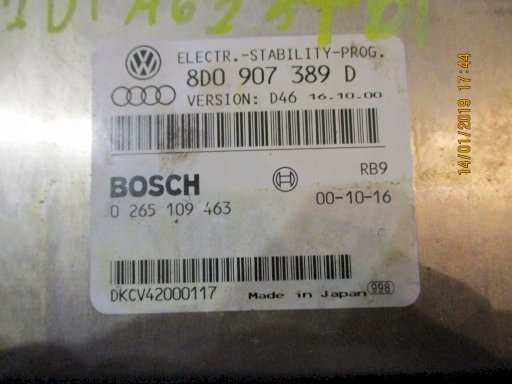 ELECTR.-STABILITY-PROG.
8D0 907 389 D
VERSION: D46 16.10.00
RB9
BOSCH
0 265 109 463
00-10-16
DKCV42000117
Made in Japan 998
14/01/2019 17:44